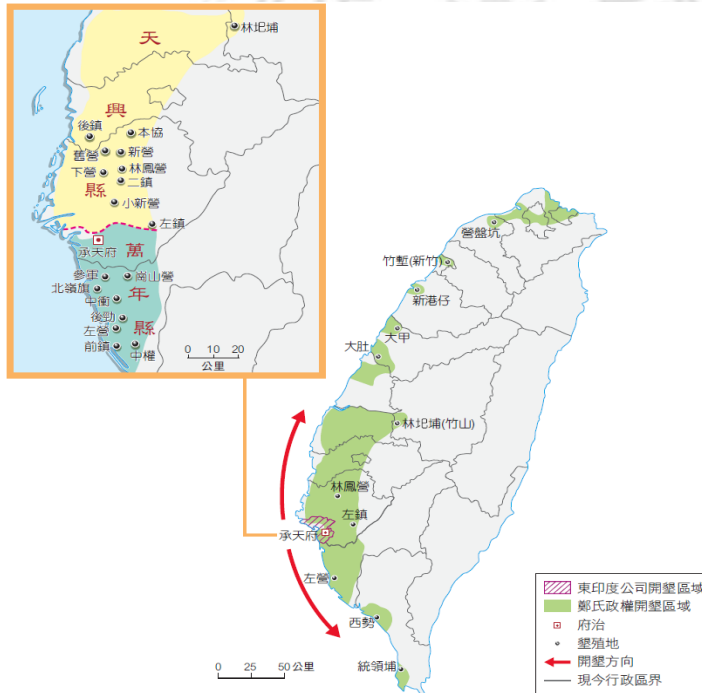 林圯埔
天
興
縣
後鎮
本協
舊營
新營
下營
林鳳營
二鎮
小新營
左鎮
承天府
萬
年
縣
參軍
崗山營
北嶺旗
中衝
後勁
左營
前鎮
中權
0 10 20
公里
營盤坑
竹塹(新竹)
新港仔
大甲
大肚
林圯埔(竹山)
林鳳營
左鎮
承天府
左營
西勢
統領埔
0 25 50 公里
東印度公司開墾區域
鄭氏政權開墾區域
府治
墾殖地
開墾方向
現今行政區界